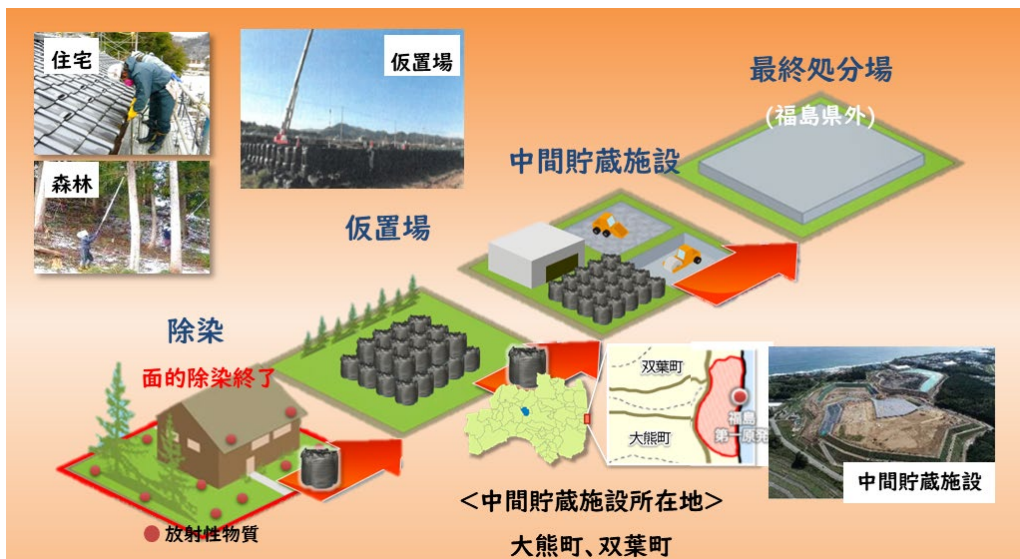 住宅
仮置場
森林
最終処分場
(福島県外)
中間貯蔵施設
仮置場
除染
面的除染終了
放射性物質
双葉町
大熊町
福島
第一原発
中間貯蔵施設
<中間貯蔵施設所在地>
大熊町、双葉町